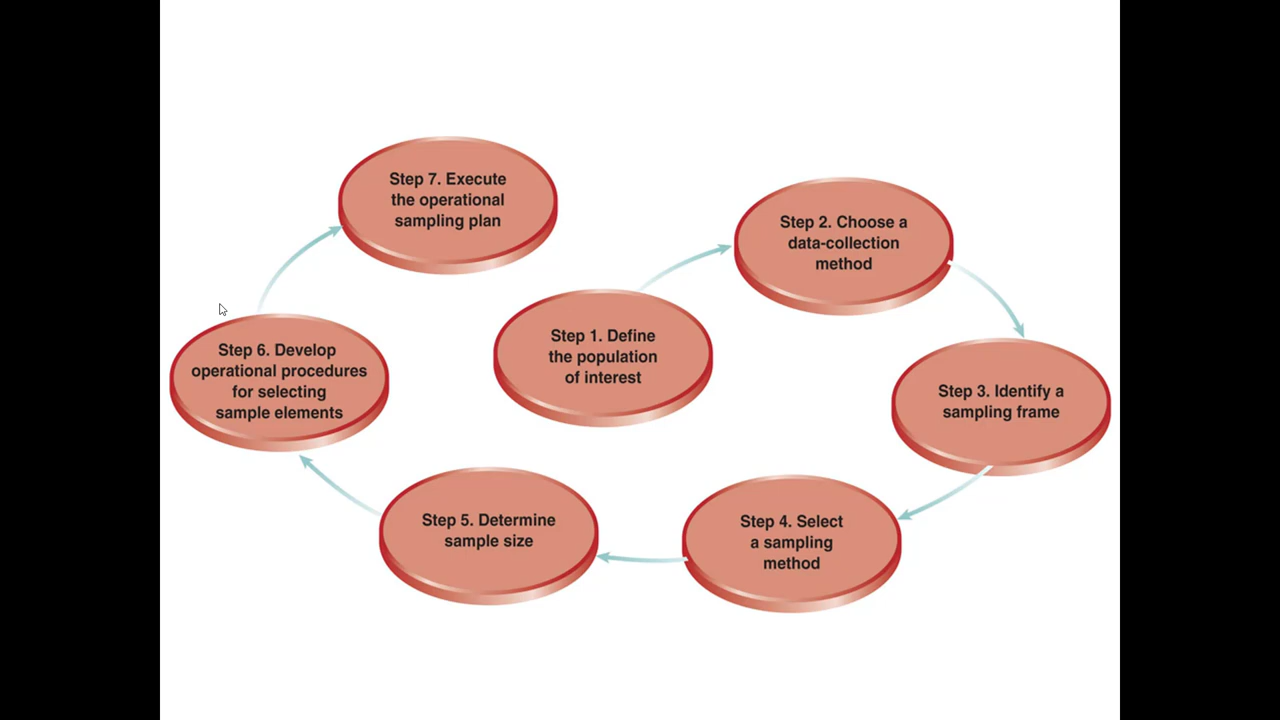 Step 1. Define
the population
of interest
Step 2. Choose a
data-collection
method
Step 3. Identify a
sampling frame
Step 4. Select
a sampling
method
Step 5. Determine
sample size
Step 6. Develop
operational procedures
for selecting
sample elements
Step 7. Execute
the operational
sampling plan